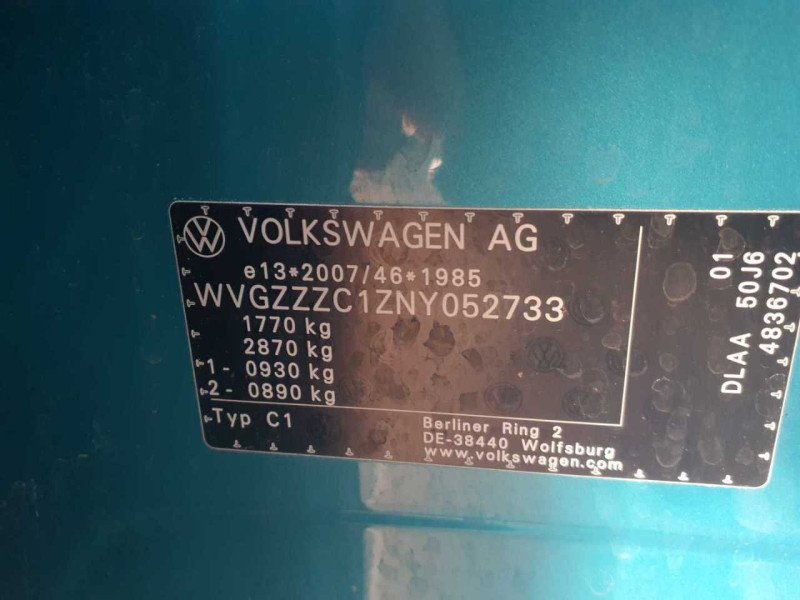 VOLKSWAGEN AG
e13*2007/46*1985
WVGZZZC1ZNY052733
1770 kg
2870 kg
1 - 0930 kg
2 - 0890 kg
Typ C1
Berliner Ring 2
DE-38440 Wolfsburg
www.volkswagen.com
01
DLAA 50J6
4836702